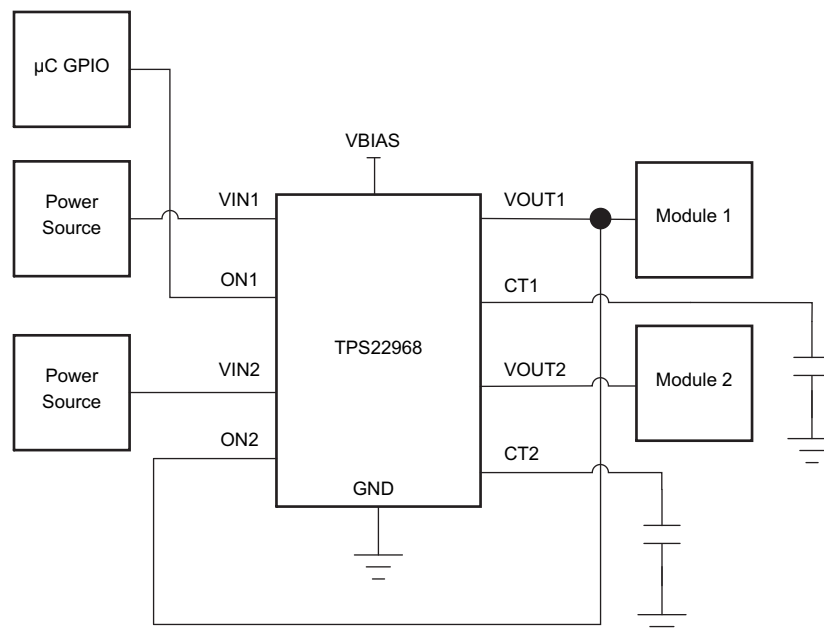 µC GPIO
VBIAS
Power
Source
VIN1
VOUT1
Module 1
ON1
CT1
TPS22968
Power
Source
VIN2
VOUT2
Module 2
ON2
CT2
GND